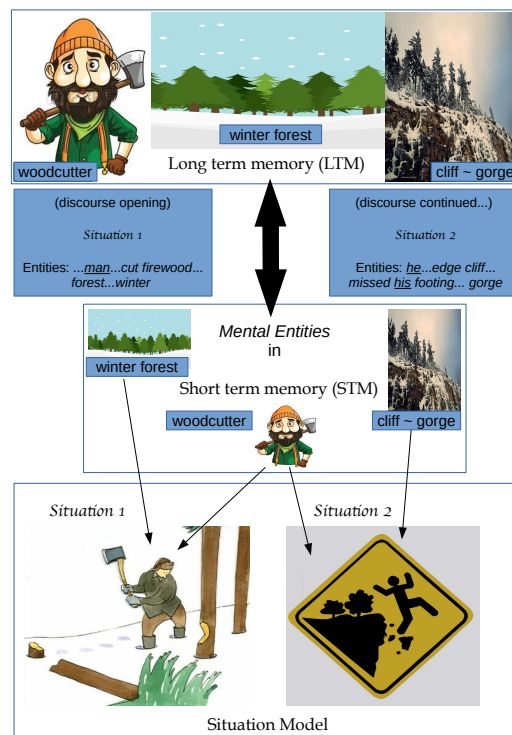 winter forest
woodcutter
Long term memory (LTM)
cliff ~ gorge
(discourse opening)
Situation 1
Entities: ...man...cut firewood...
forest...winter
(discourse continued...)
Situation 2
Entities: he...edge cliff...
missed his footing... gorge
Mental Entities
in
winter forest
Short term memory (STM)
woodcutter
cliff ~ gorge
Situation 1
Situation 2
Situation Model